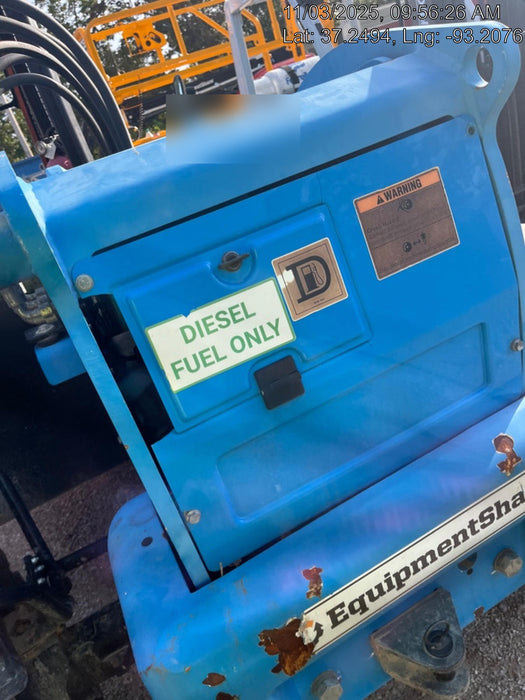 11/03/2025, 09:56:26 AM
Lat: 37.2494, Lng: -93.2076
WARNING
D
DIESEL
FUEL ONLY
EquipmentSha